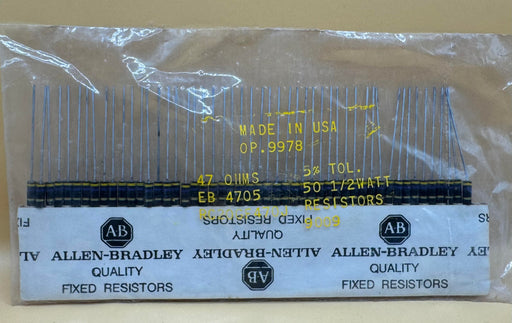 MADE IN USA
OP.9978
47 OHMS 5% TOL.
EB 4705 50 1/2WATT
RESISTORS
8009
FIXED RESISTORS
QUALITY
ALLEN-BRADLEY
AB
AB
ALLEN-BRADLEY
QUALITY
FIXED RESISTORS
AB
ALLEN-BRADLEY
QUALITY
FIXED RESISTORS